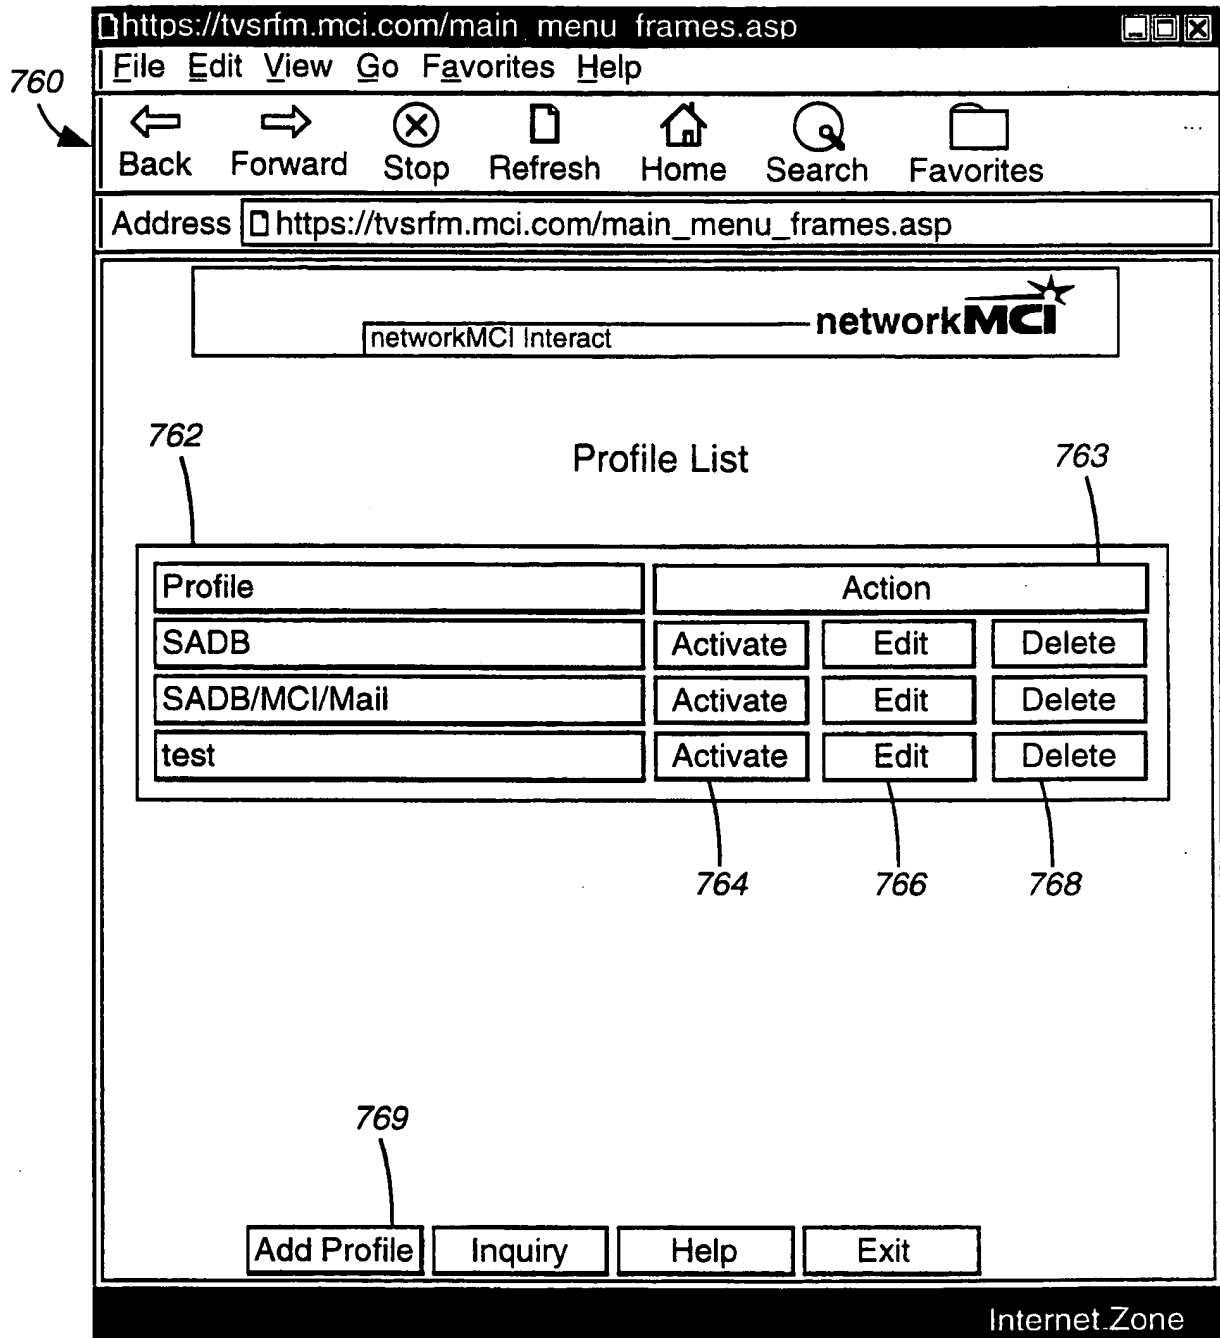 https://tvsrfm.mci.com/main_menu_frames.asp
File Edit View Go Favorites Help
760
Back Forward Stop Refresh Home Search Favorites
...
Address https://tvsrfm.mci.com/main_menu_frames.asp
networkMCI
networkMCI Interact
762
Profile List
763
Profile Action
SADB Activate Edit Delete
SADB/MCI/Mail Activate Edit Delete
test Activate Edit Delete
764 766 768
769
Add Profile Inquiry Help Exit
Internet Zone